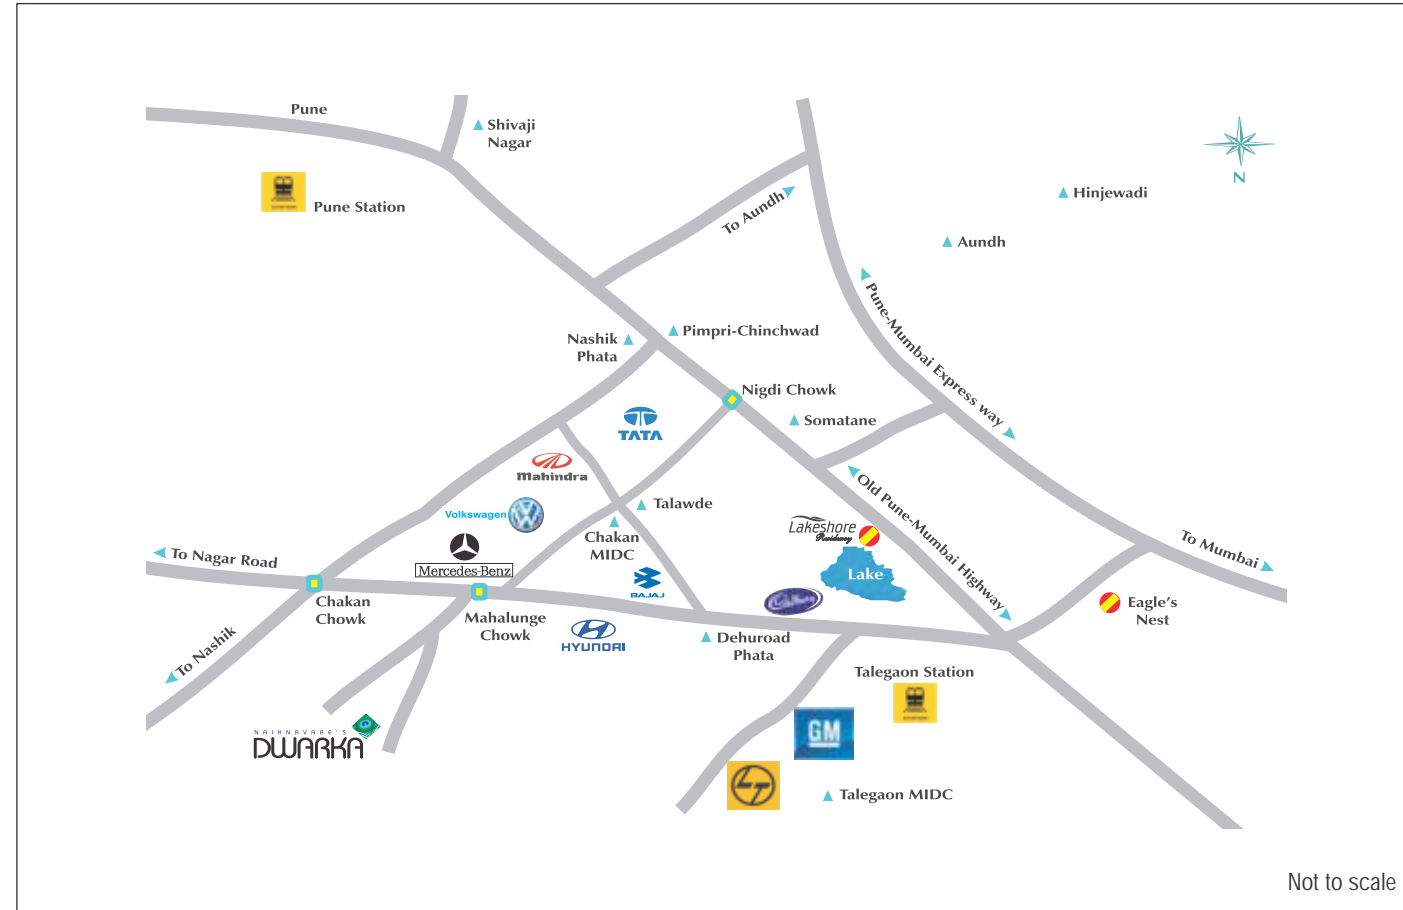 Pune
Shivaji
Nagar
Pune Station
To Aundh
N
Hinjewadi
Aundh
Pune-Mumbai Express way
Nashik
Phata
Pimpri-Chinchwad
Nigdi Chowk
TATA
Somatane
Mahindra
Volkswagen
Talawde
Chakan
MIDC
Lakeshore
Residency
Old Pune-Mumbai Highway
To Mumbai
To Nagar Road
Mercedes-Benz
BAJAJ
Lake
Cadbury
Chakan
Chowk
Mahalunge
Chowk
HYUNDAI
Dehuroad
Phata
Eagle's
Nest
To Nashik
Talegaon Station
NAIKNAVARE'S
DWARKA
GM
LT
Talegaon MIDC
Not to scale